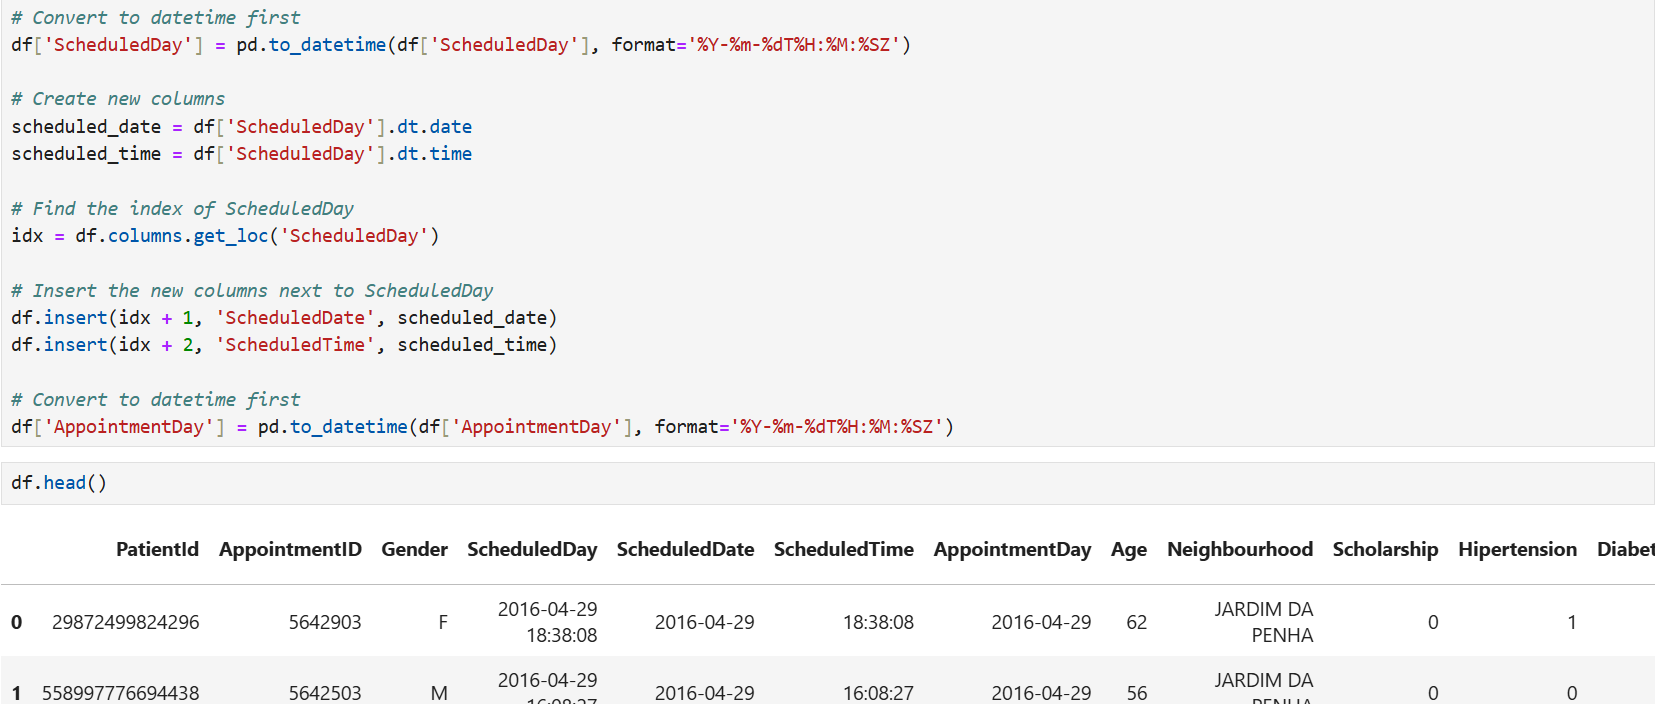 # Convert to datetime first
df['ScheduledDay'] = pd.to_datetime(df['ScheduledDay'], format='%Y-%m-%dT%H:%M:%SZ')
# Create new columns
scheduled_date = df['ScheduledDay'].dt.date
scheduled_time = df['ScheduledDay'].dt.time
# Find the index of ScheduledDay
idx = df.columns.get_loc('ScheduledDay')
# Insert the new columns next to ScheduledDay
df.insert(idx + 1, 'ScheduledDate', scheduled_date)
df.insert(idx + 2, 'ScheduledTime', scheduled_time)
# Convert to datetime first
df['AppointmentDay'] = pd.to_datetime(df['AppointmentDay'], format='%Y-%m-%dT%H:%M:%SZ')
df.head()
PatientId AppointmentID Gender ScheduledDay ScheduledDate ScheduledTime AppointmentDay Age Neighbourhood Scholarship Hipertension Diabet
0 29872499824296 5642903 F 2016-04-29 18:38:08 2016-04-29 18:38:08 2016-04-29 62 JARDIM DA PENHA 0 1
1 558997776694438 5642503 M 2016-04-29 16:08:27 2016-04-29 16:08:27 2016-04-29 56 JARDIM DA PENHA 0 0